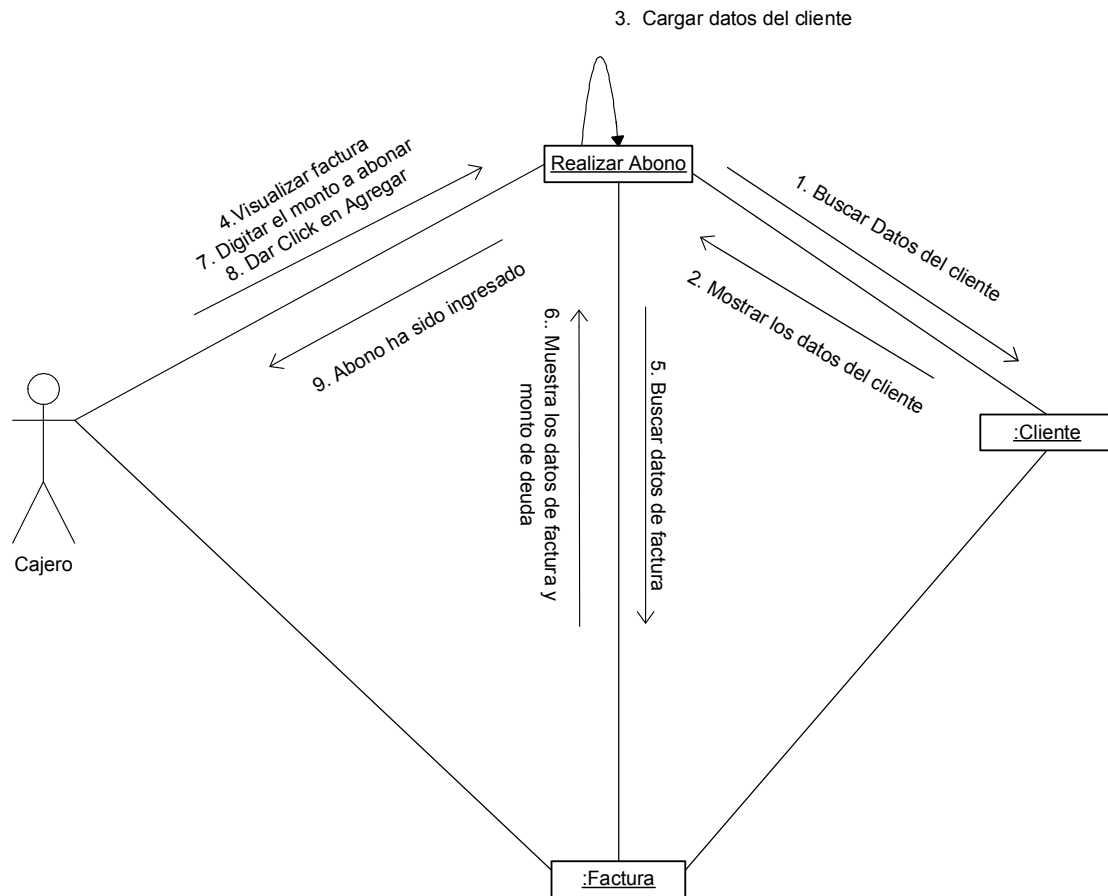 3.  Cargar datos del cliente
Realizar Abono
4.Visualizar factura
7. Digitar el monto a abonar
8. Dar Click en Agregar
1. Buscar Datos del cliente
2. Mostrar los datos del cliente
9. Abono ha sido ingresado
6.. Muestra los datos de factura y
monto de deuda
5. Buscar datos de factura
:Cliente
Cajero
:Factura